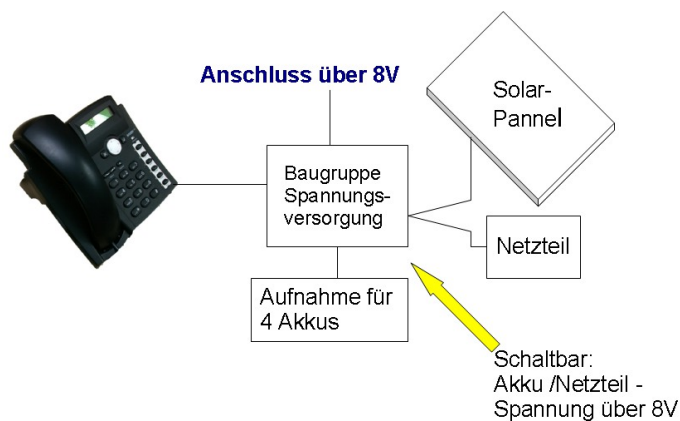 Anschluss über 8V
Solar-
Pannel
Baugruppe
Spannungs-
versorgung
Netzteil
Aufnahme für
4 Akkus
Schaltbar:
Akku /Netzteil -
Spannung über 8V